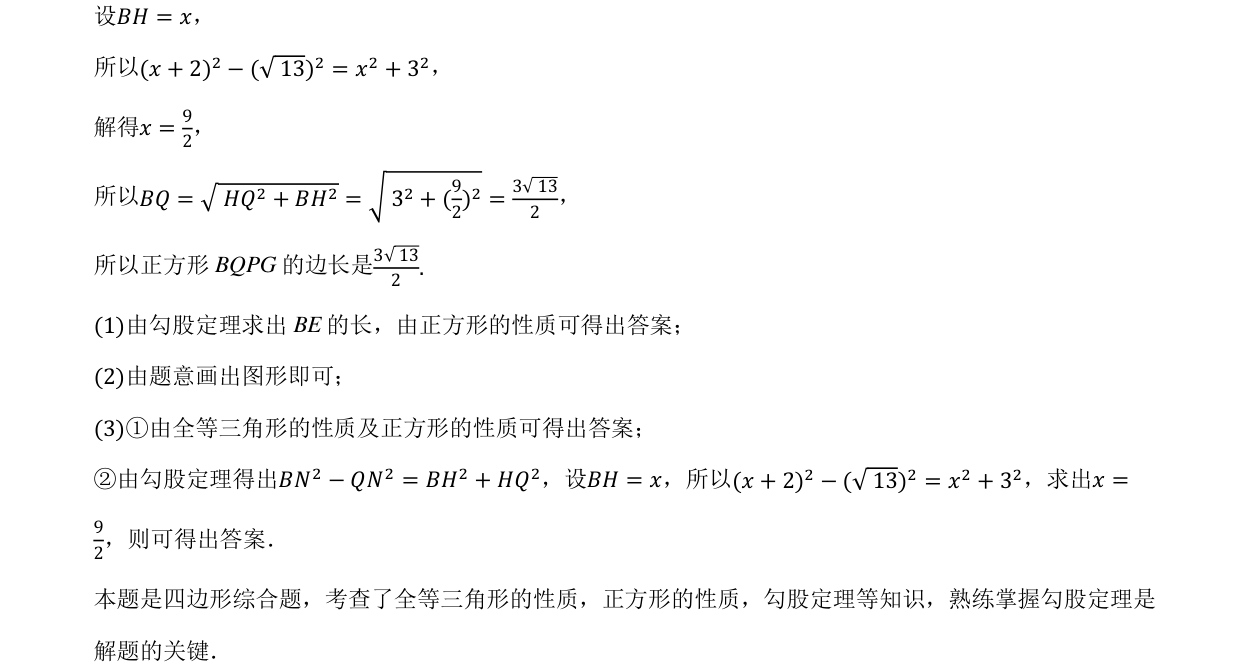 设BH = x，
所以(x + 2)² − (√13)² = x² + 3²，
解得x = 9/2，
所以BQ = √(HQ² + BH²) = √(3² + (9/2)²) = 3√13/2，
所以正方形 BQPG 的边长是3√13/2.
(1)由勾股定理求出 BE 的长，由正方形的性质可得出答案；
(2)由题意画出图形即可；
(3)①由全等三角形的性质及正方形的性质可得出答案；
②由勾股定理得出BN² − QN² = BH² + HQ²，设BH = x，所以(x + 2)² − (√13)² = x² + 3²，求出x =
9/2，则可得出答案．
本题是四边形综合题，考查了全等三角形的性质，正方形的性质，勾股定理等知识，熟练掌握勾股定理是
解题的关键．